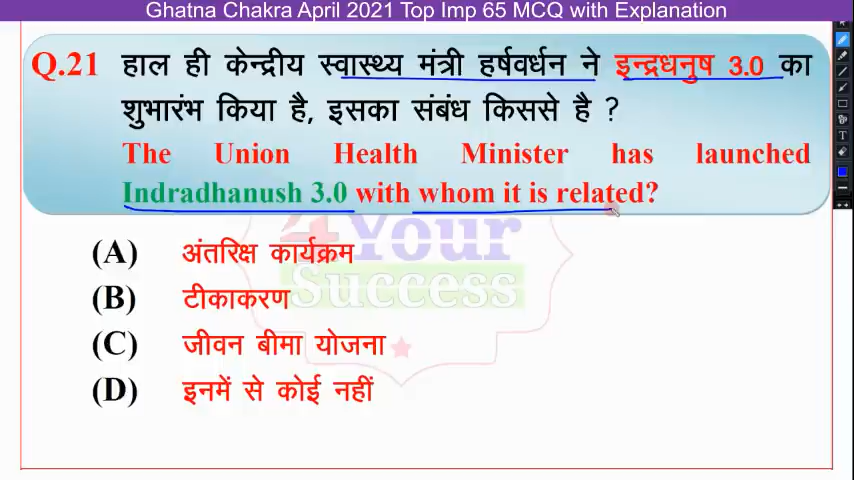 Ghatna Chakra April 2021 Top Imp 65 MCQ with Explanation
Q.21 हाल ही केन्द्रीय स्वास्थ्य मंत्री हर्षवर्धन ने इन्द्रधनुष 3.0 का
शुभारंभ किया है, इसका संबंध किससे है ?
The Union Health Minister has launched
Indradhanush 3.0 with whom it is related?
4Your
Success
(A) अंतरिक्ष कार्यक्रम
(B) टीकाकरण
(C) जीवन बीमा योजना
(D) इनमें से कोई नहीं